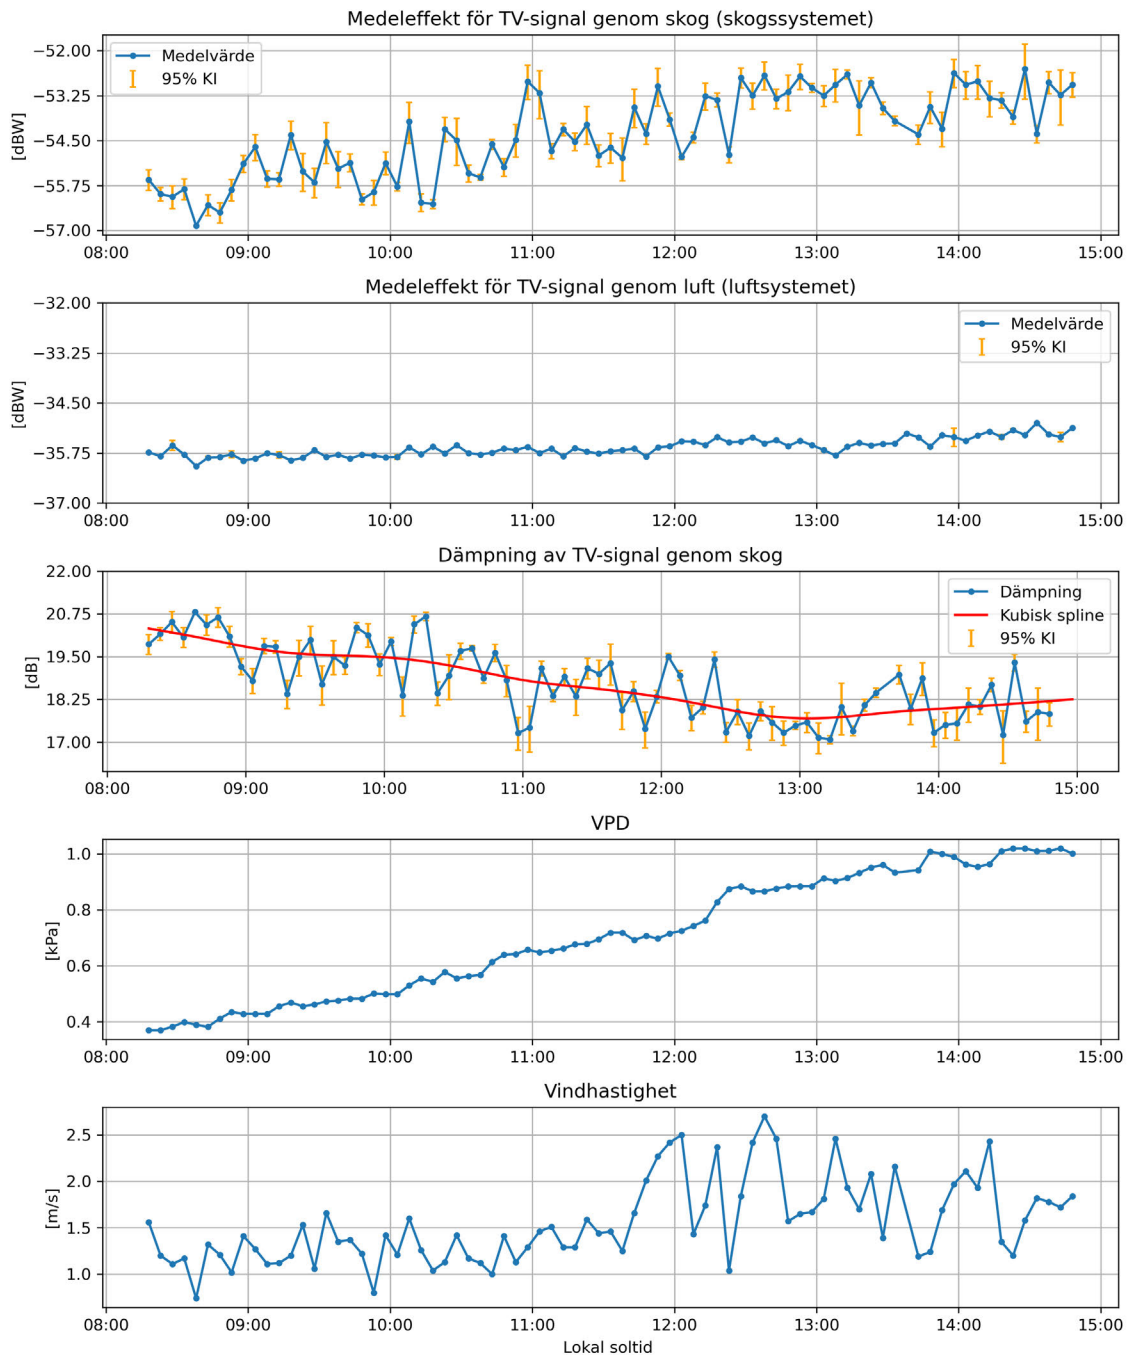 Medeleffekt för TV-signal genom skog (skogssystemet)
−52.00
−53.25
−54.50
−55.75
−57.00
[dBW]
Medelvärde
95% KI
08:00 09:00 10:00 11:00 12:00 13:00 14:00 15:00
Medeleffekt för TV-signal genom luft (luftsystemet)
−32.00
−33.25
−34.50
−35.75
−37.00
[dBW]
Medelvärde
95% KI
08:00 09:00 10:00 11:00 12:00 13:00 14:00 15:00
Dämpning av TV-signal genom skog
22.00
20.75
19.50
18.25
17.00
[dB]
Dämpning
Kubisk spline
95% KI
08:00 09:00 10:00 11:00 12:00 13:00 14:00 15:00
VPD
1.0
0.8
0.6
0.4
[kPa]
08:00 09:00 10:00 11:00 12:00 13:00 14:00 15:00
Vindhastighet
2.5
2.0
1.5
1.0
[m/s]
08:00 09:00 10:00 11:00 12:00 13:00 14:00 15:00
Lokal soltid